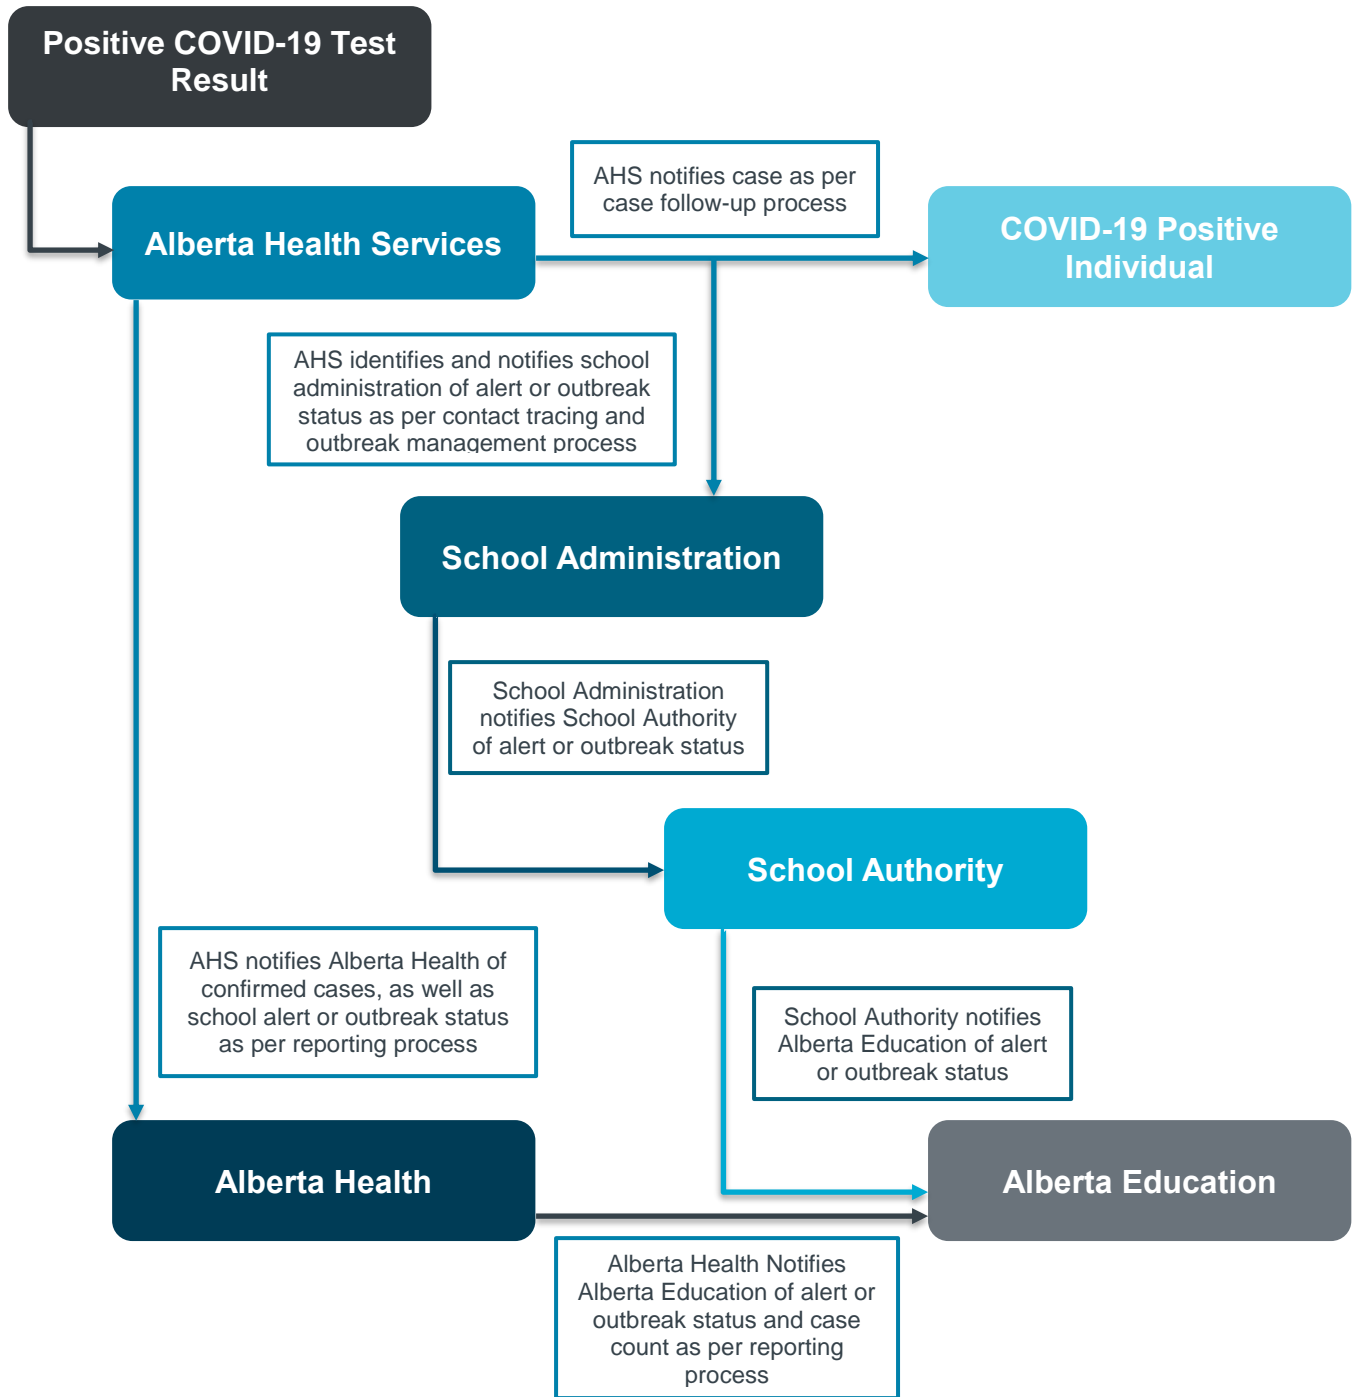 Positive COVID-19 Test
Result
AHS notifies case as per
case follow-up process
Alberta Health Services
COVID-19 Positive
Individual
AHS identifies and notifies school
administration of alert or outbreak
status as per contact tracing and
outbreak management process
School Administration
School Administration
notifies School Authority
of alert or outbreak status
School Authority
AHS notifies Alberta Health of
confirmed cases, as well as
school alert or outbreak status
as per reporting process
School Authority notifies
Alberta Education of alert
or outbreak status
Alberta Health
Alberta Education
Alberta Health Notifies
Alberta Education of alert or
outbreak status and case
count as per reporting
process